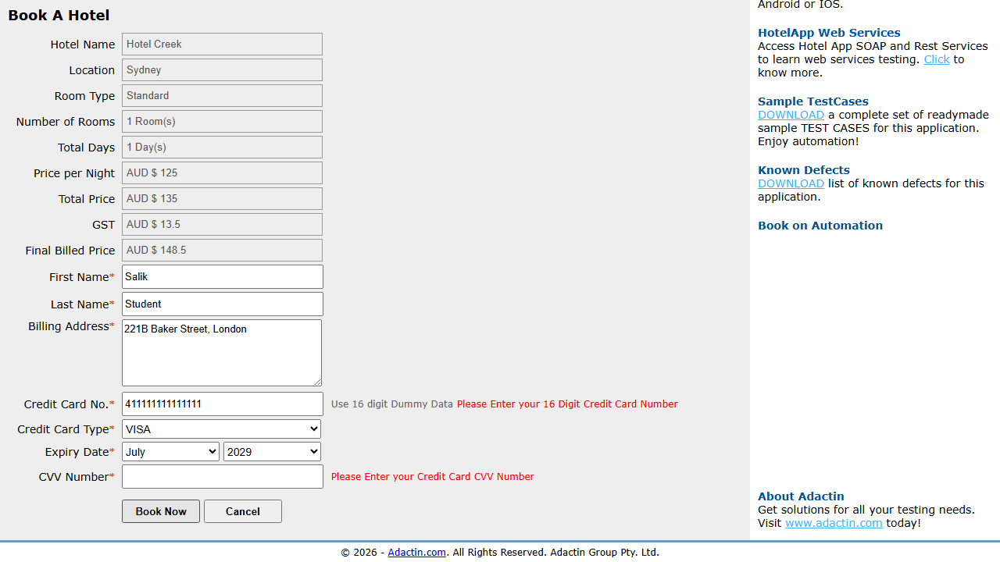 Book A Hotel
Hotel Name Hotel Creek
Location Sydney
Room Type Standard
Number of Rooms 1 Room(s)
Total Days 1 Day(s)
Price per Night AUD $ 125
Total Price AUD $ 135
GST AUD $ 13.5
Final Billed Price AUD $ 148.5
First Name* Salik
Last Name* Student
Billing Address* 221B Baker Street, London
Credit Card No.* 411111111111111 Use 16 digit Dummy Data Please Enter your 16 Digit Credit Card Number
Credit Card Type* VISA
Expiry Date* July 2029
CVV Number* Please Enter your Credit Card CVV Number
Book Now Cancel
Android or IOS.
HotelApp Web Services
Access Hotel App SOAP and Rest Services
to learn web services testing. Click to
know more.
Sample TestCases
DOWNLOAD a complete set of readymade
sample TEST CASES for this application.
Enjoy automation!
Known Defects
DOWNLOAD list of known defects for this
application.
Book on Automation
About Adactin
Get solutions for all your testing needs.
Visit www.adactin.com today!
© 2026 - Adactin.com. All Rights Reserved. Adactin Group Pty. Ltd.